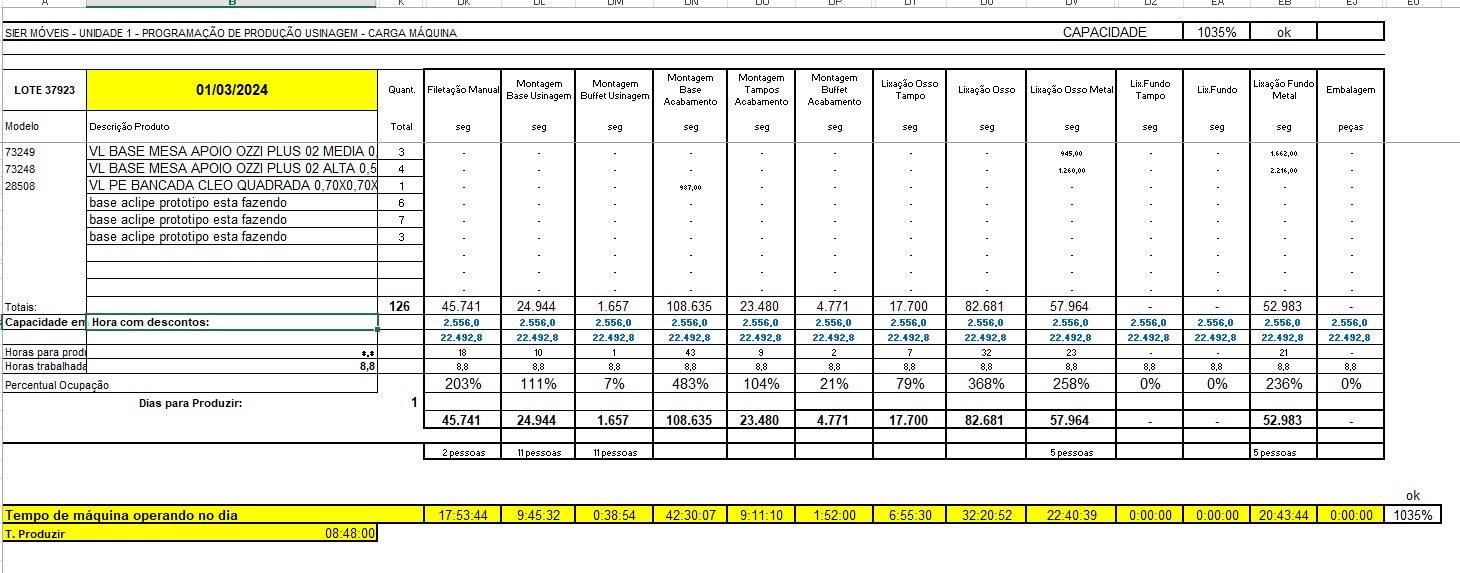 A B K DK DL DM DN DO DP DT DU DV DZ EA EB EJ EU
SIER MÓVEIS - UNIDADE 1 - PROGRAMAÇÃO DE PRODUÇÃO USINAGEM - CARGA MÁQUINA CAPACIDADE 1035% ok
LOTE 37923 01/03/2024 Quant. Filetação Manual Montagem Base Usinagem Montagem Buffet Usinagem Montagem Base Acabamento Montagem Tampos Acabamento Montagem Buffet Acabamento Lixação Osso Tampo Lixação Osso Lixação Osso Metal Lix.Fundo Tampo Lix.Fundo Lixação Fundo Metal Embalagem
Modelo Descrição Produto Total seg seg seg seg seg seg seg seg seg seg seg seg peças
73249 VL BASE MESA APOIO OZZI PLUS 02 MEDIA 0, 3 - - - - - - - - 945,00 - - 1.662,00 -
73248 VL BASE MESA APOIO OZZI PLUS 02 ALTA 0,5 4 - - - - - - - - 1.260,00 - - 2.216,00 -
28508 VL PE BANCADA CLEO QUADRADA 0,70X0,70X 1 - - - 987,00 - - - - - - - - -
base aclipe prototipo esta fazendo 6 - - - - - - - - - - - - -
base aclipe prototipo esta fazendo 7 - - - - - - - - - - - - -
base aclipe prototipo esta fazendo 3 - - - - - - - - - - - - -
- - - - - - - - - - - - -
- - - - - - - - - - - - -
- - - - - - - - - - - - -
Totais: 126 45.741 24.944 1.657 108.635 23.480 4.771 17.700 82.681 57.964 - - 52.983 -
Capacidade em Hora com descontos: 2.556,0 2.556,0 2.556,0 2.556,0 2.556,0 2.556,0 2.556,0 2.556,0 2.556,0 2.556,0 2.556,0 2.556,0 2.556,0
22.492,8 22.492,8 22.492,8 22.492,8 22.492,8 22.492,8 22.492,8 22.492,8 22.492,8 22.492,8 22.492,8 22.492,8 22.492,8
Horas para produ *.* 18 10 1 43 9 2 7 32 23 - - 21 -
Horas trabalhada 8,8 8,8 8,8 8,8 8,8 8,8 8,8 8,8 8,8 8,8 8,8 8,8 8,8 8,8
Percentual Ocupação 203% 111% 7% 483% 104% 21% 79% 368% 258% 0% 0% 236% 0%
Dias para Produzir: 1
45.741 24.944 1.657 108.635 23.480 4.771 17.700 82.681 57.964 - - 52.983 -
2 pessoas 11 pessoas 11 pessoas 5 pessoas 5 pessoas
ok
Tempo de máquina operando no dia 17:53:44 9:45:32 0:38:54 42:30:07 9:11:10 1:52:00 6:55:30 32:20:52 22:40:39 0:00:00 0:00:00 20:43:44 0:00:00 1035%
T. Produzir 08:48:00